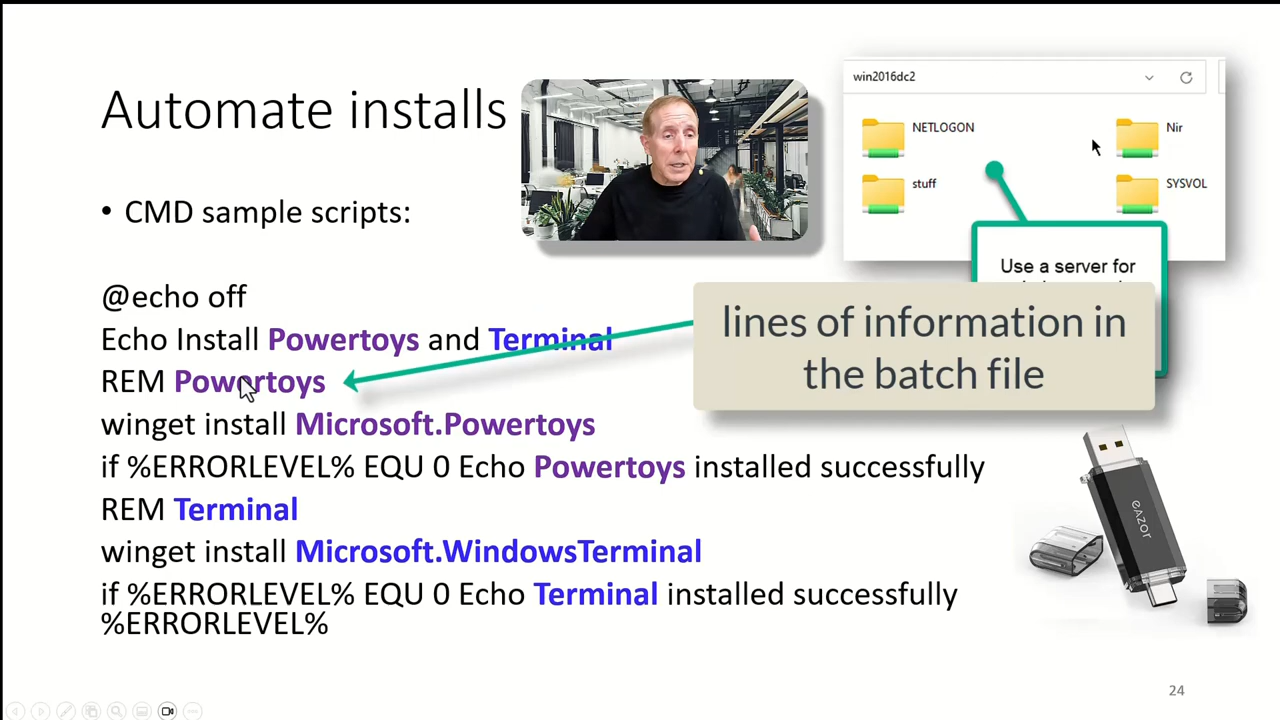 Automate installs
• CMD sample scripts:
@echo off
Echo Install Powertoys and Terminal
REM Powertoys
winget install Microsoft.Powertoys
if %ERRORLEVEL% EQU 0 Echo Powertoys installed successfully
REM Terminal
winget install Microsoft.WindowsTerminal
if %ERRORLEVEL% EQU 0 Echo Terminal installed successfully
%ERRORLEVEL%
win2016dc2
NETLOGON
Nir
stuff
SYSVOL
Use a server for
lines of information in
the batch file
eAZOR
24